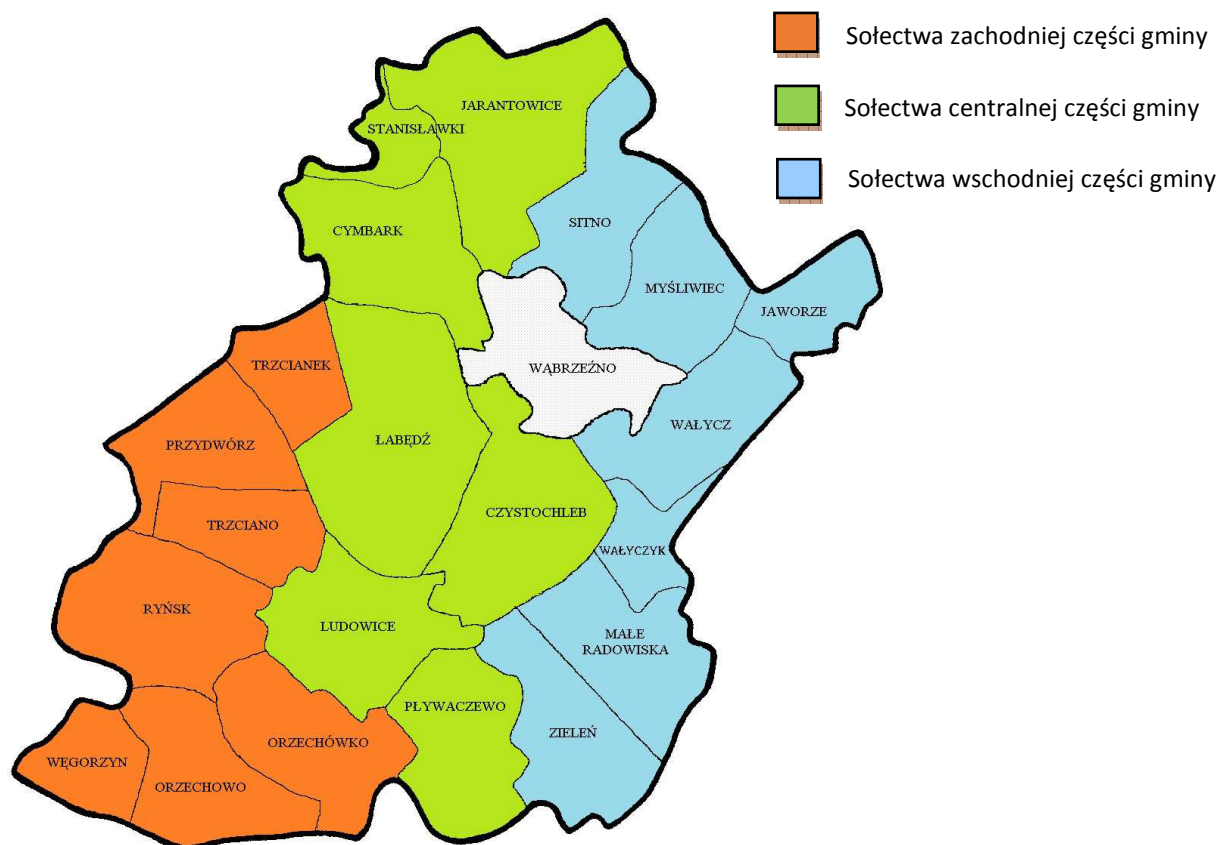 Sołectwa zachodniej części gminy
Sołectwa centralnej części gminy
Sołectwa wschodniej części gminy
JARANTOWICE
STANISŁAWKI
SITNO
CYMBARK
MYŚLIWIEC
JAWORZE
TRZCIANEK
WĄBRZEŹNO
WAŁYCZ
PRZYDWÓRZ
ŁABĘDŹ
CZYSTOCHLEB
TRZCIANO
WAŁYCZYK
RYŃSK
LUDOWICE
MAŁE
RADOWISKA
PŁYWACZEWO
ZIELEŃ
ORZECHÓWKO
WĘGORZYN
ORZECHOWO